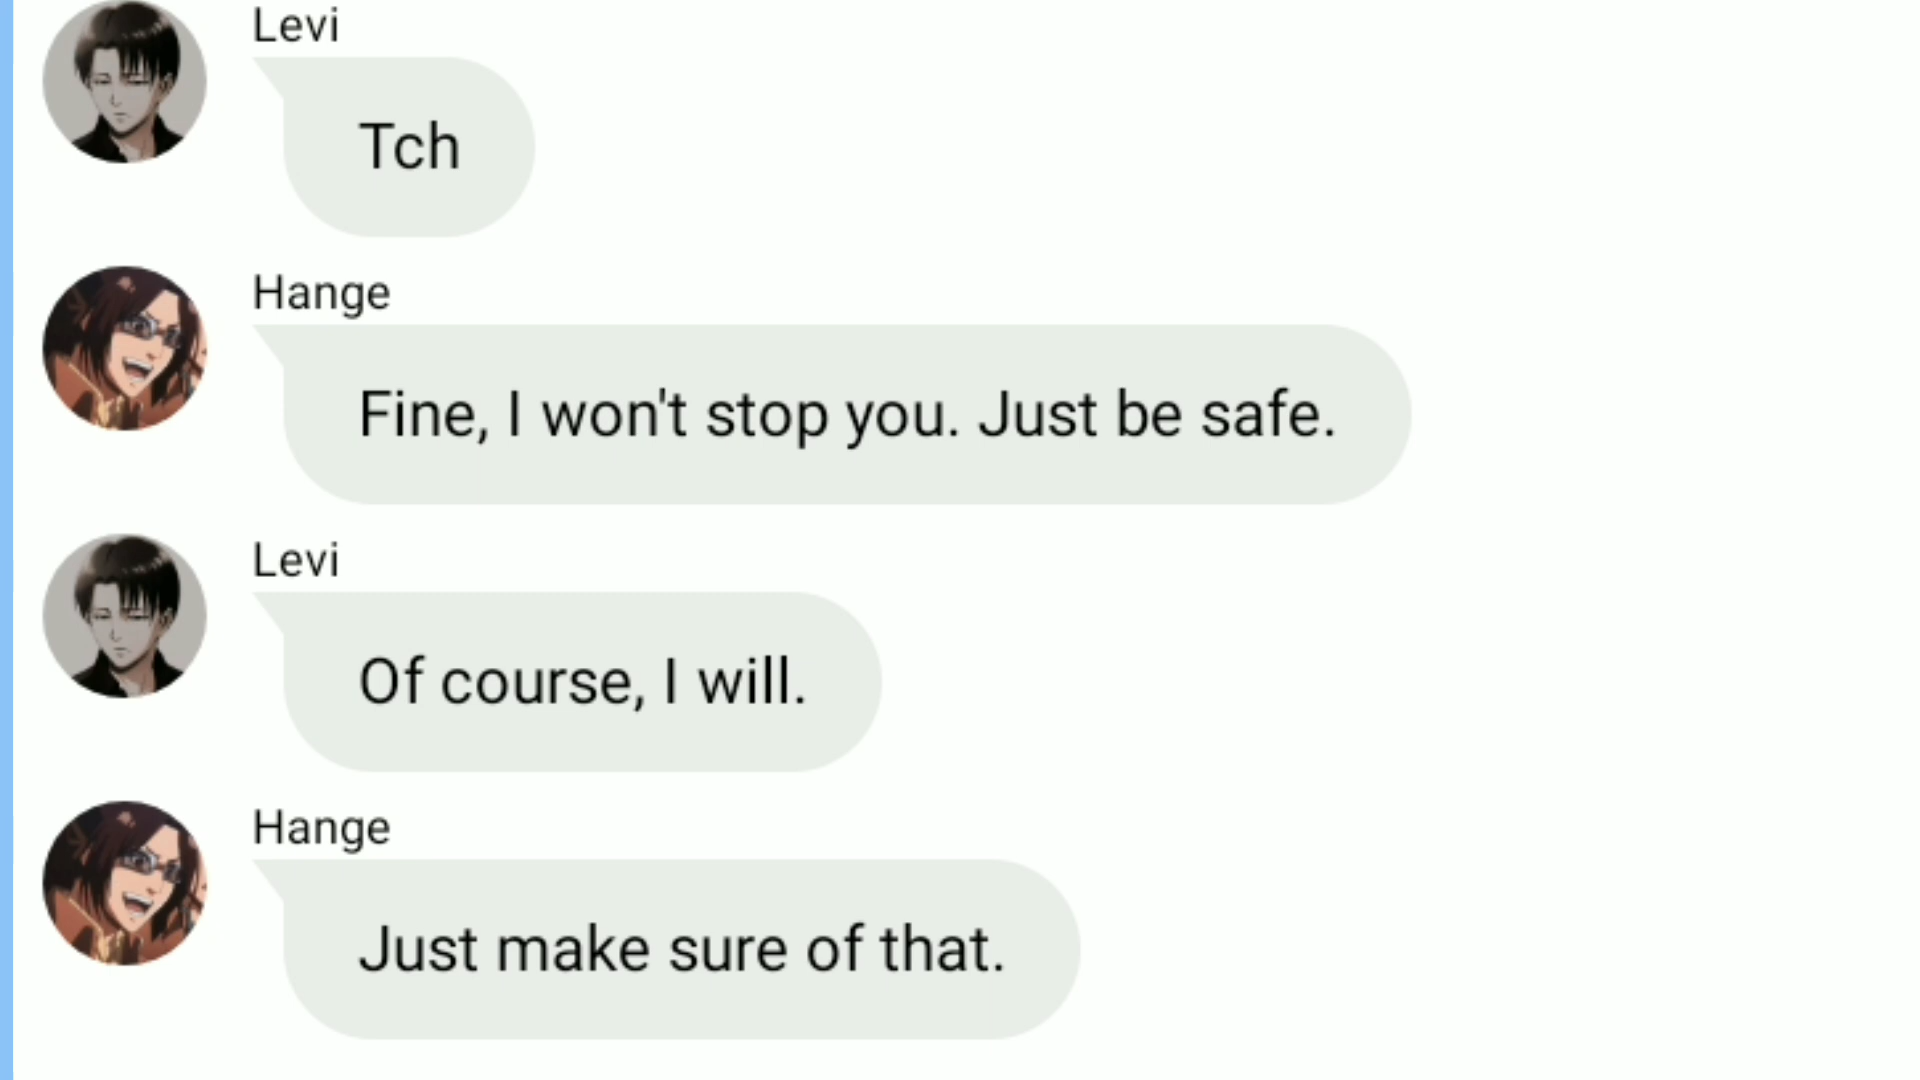 Levi
Tch
Hange
Fine, I won't stop you. Just be safe.
Levi
Of course, I will.
Hange
Just make sure of that.